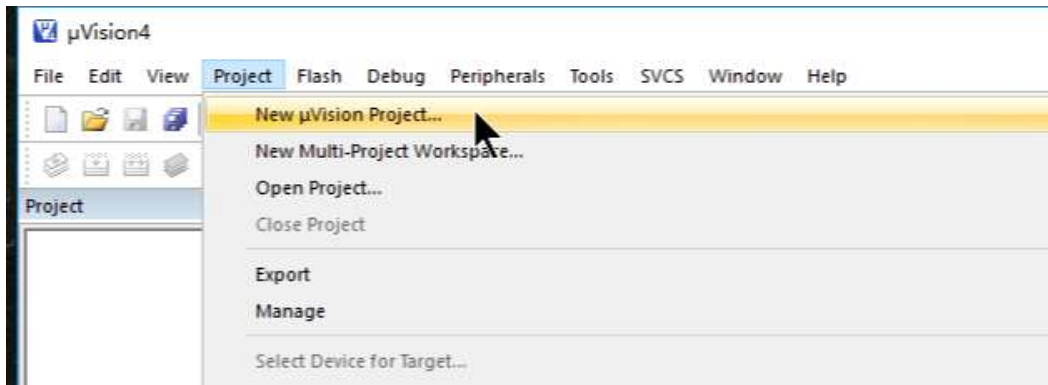 µVision4
File Edit View Project Flash Debug Peripherals Tools SVCS Window Help
New µVision Project...
New Multi-Project Workspace...
Open Project...
Project
Close Project
Export
Manage
Select Device for Target...